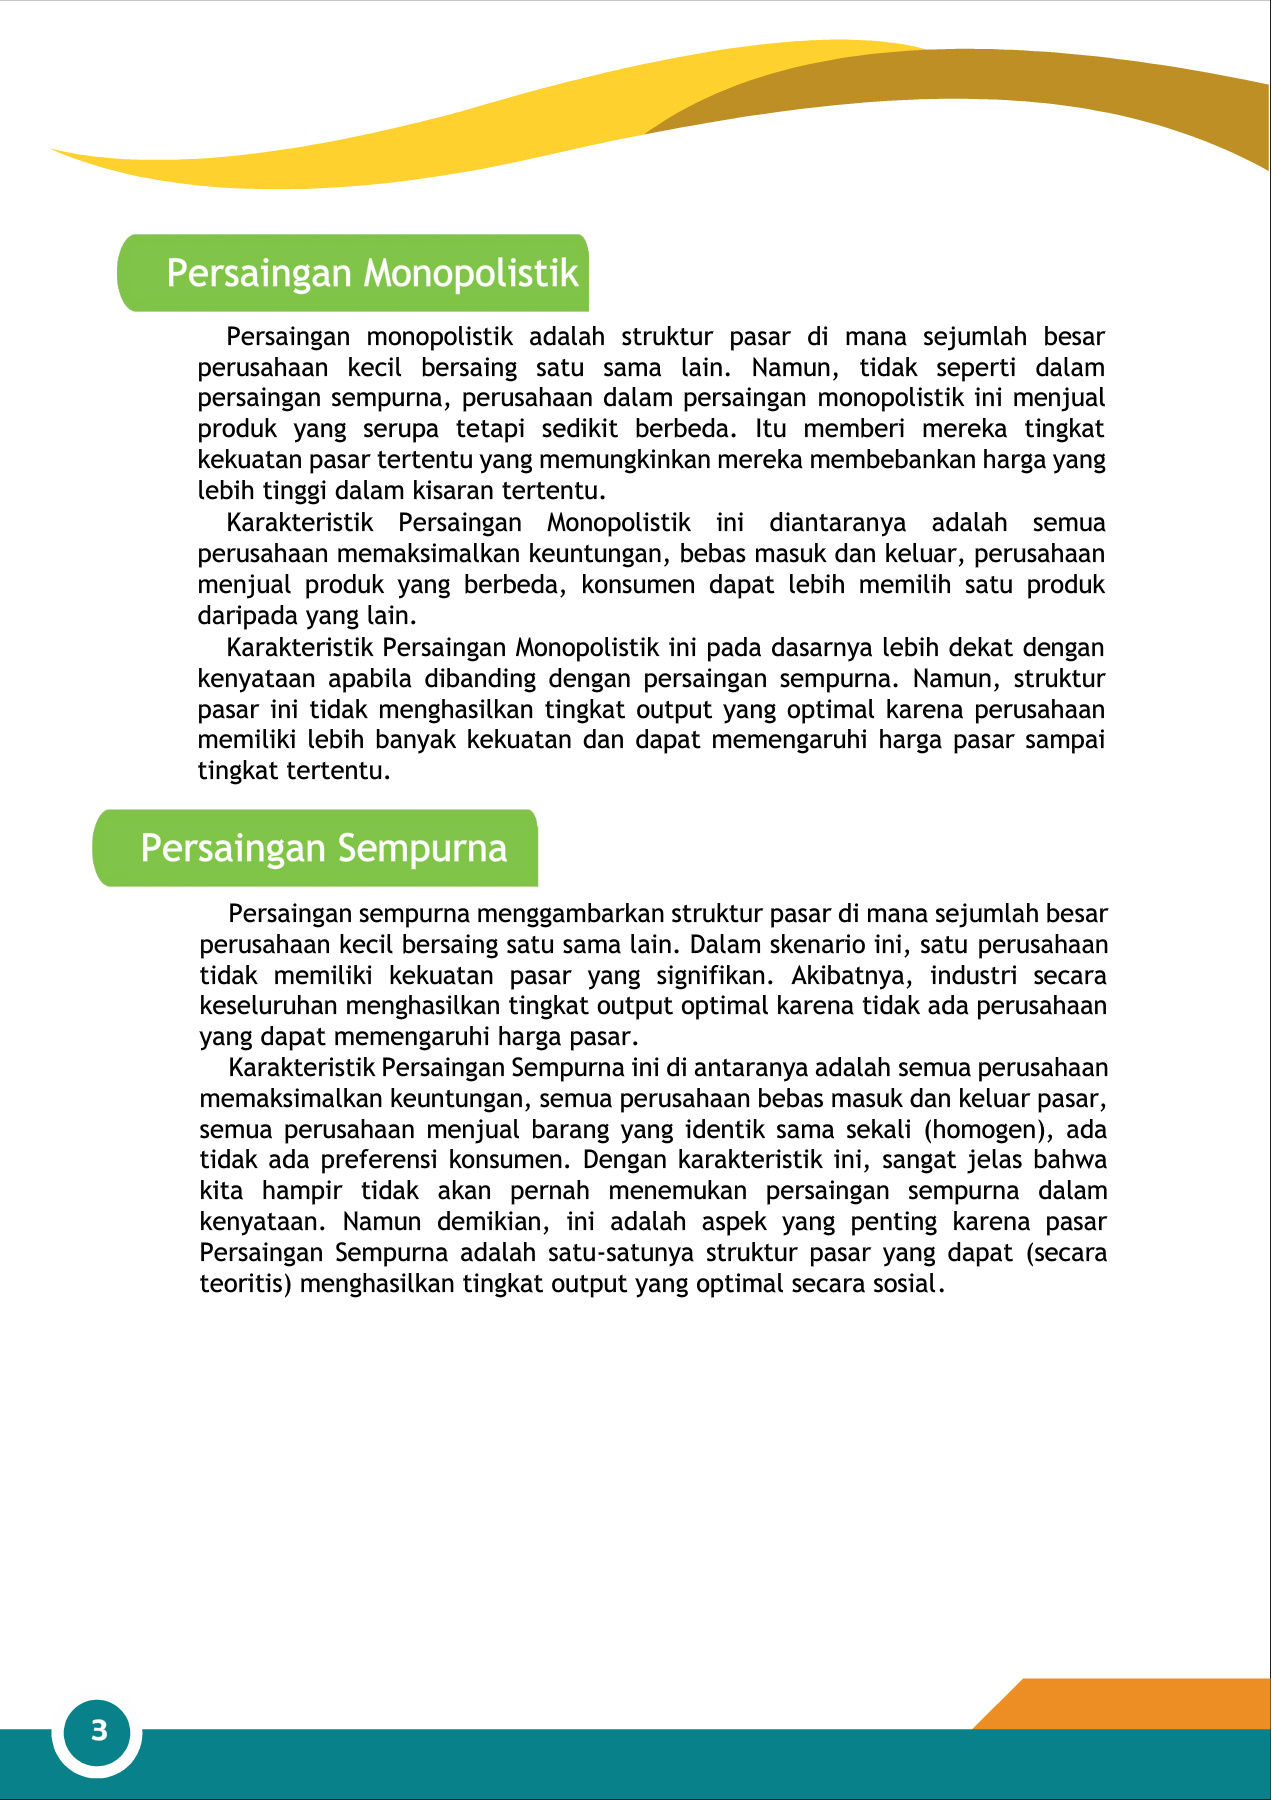 Persaingan Monopolistik
Persaingan monopolistik adalah struktur pasar di mana sejumlah besar
perusahaan kecil bersaing satu sama lain. Namun, tidak seperti dalam
persaingan sempurna, perusahaan dalam persaingan monopolistik ini menjual
produk yang serupa tetapi sedikit berbeda. Itu memberi mereka tingkat
kekuatan pasar tertentu yang memungkinkan mereka membebankan harga yang
lebih tinggi dalam kisaran tertentu.
Karakteristik Persaingan Monopolistik ini diantaranya adalah semua
perusahaan memaksimalkan keuntungan, bebas masuk dan keluar, perusahaan
menjual produk yang berbeda, konsumen dapat lebih memilih satu produk
daripada yang lain.
Karakteristik Persaingan Monopolistik ini pada dasarnya lebih dekat dengan
kenyataan apabila dibanding dengan persaingan sempurna. Namun, struktur
pasar ini tidak menghasilkan tingkat output yang optimal karena perusahaan
memiliki lebih banyak kekuatan dan dapat memengaruhi harga pasar sampai
tingkat tertentu.
Persaingan Sempurna
Persaingan sempurna menggambarkan struktur pasar di mana sejumlah besar
perusahaan kecil bersaing satu sama lain. Dalam skenario ini, satu perusahaan
tidak memiliki kekuatan pasar yang signifikan. Akibatnya, industri secara
keseluruhan menghasilkan tingkat output optimal karena tidak ada perusahaan
yang dapat memengaruhi harga pasar.
Karakteristik Persaingan Sempurna ini di antaranya adalah semua perusahaan
memaksimalkan keuntungan, semua perusahaan bebas masuk dan keluar pasar,
semua perusahaan menjual barang yang identik sama sekali (homogen), ada
tidak ada preferensi konsumen. Dengan karakteristik ini, sangat jelas bahwa
kita hampir tidak akan pernah menemukan persaingan sempurna dalam
kenyataan. Namun demikian, ini adalah aspek yang penting karena pasar
Persaingan Sempurna adalah satu-satunya struktur pasar yang dapat (secara
teoritis) menghasilkan tingkat output yang optimal secara sosial.
3